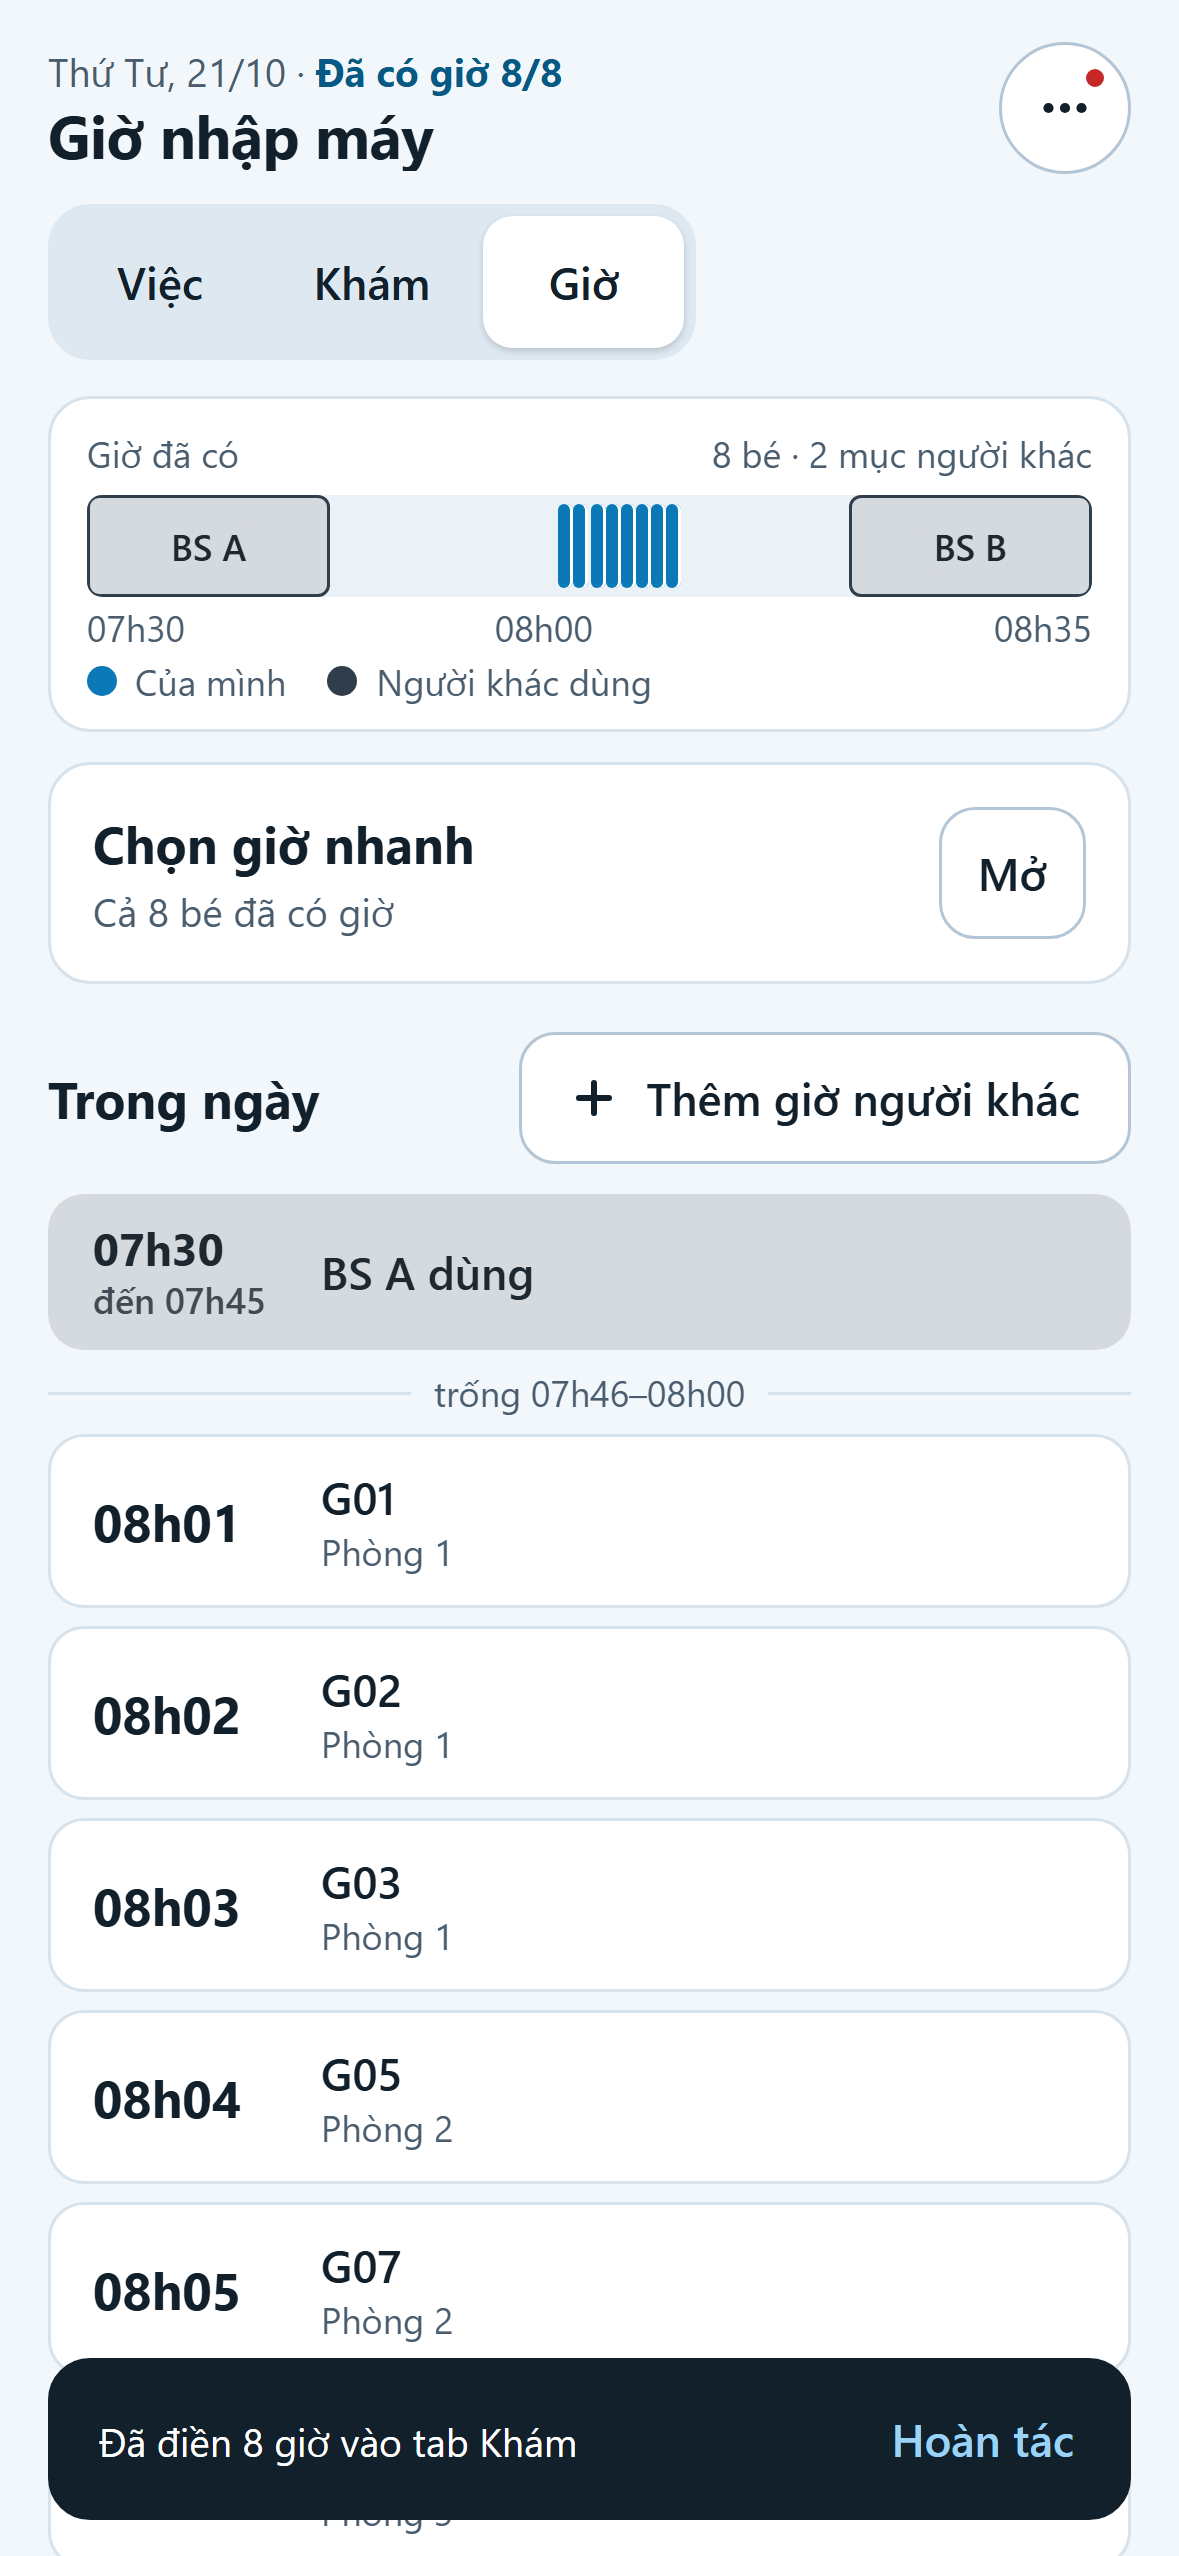 Thứ Tư, 21/10 · Đã có giờ 8/8
Giờ nhập máy
Việc
Khám
Giờ
Giờ đã có
8 bé · 2 mục người khác
BS A
BS B
07h30
08h00
08h35
Của mình
Người khác dùng
Chọn giờ nhanh
Cả 8 bé đã có giờ
Mở
Trong ngày
+ Thêm giờ người khác
07h30
đến 07h45
BS A dùng
trống 07h46–08h00
08h01
G01
Phòng 1
08h02
G02
Phòng 1
08h03
G03
Phòng 1
08h04
G05
Phòng 2
08h05
G07
Phòng 2
Đã điền 8 giờ vào tab Khám
Hoàn tác